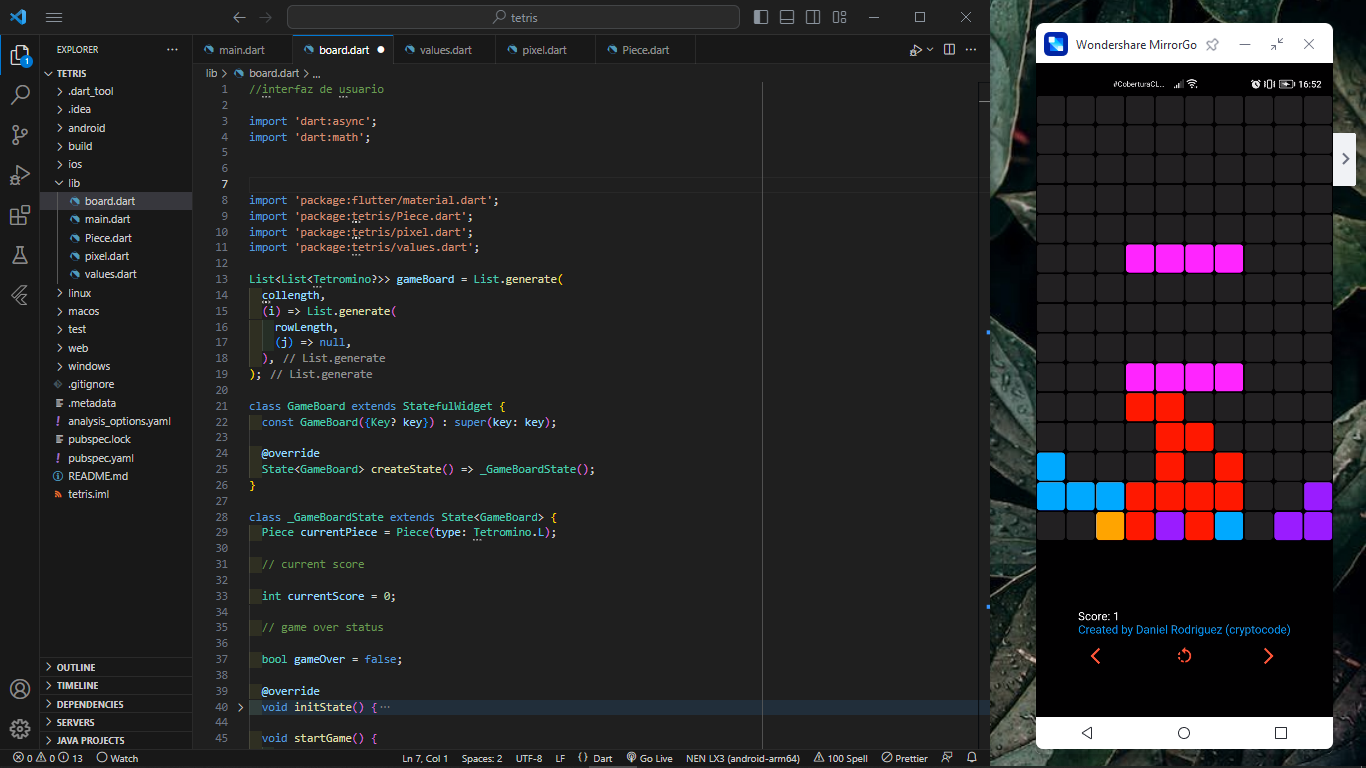 tetris
EXPLORER
TETRIS
.dart_tool
.idea
android
build
ios
lib
board.dart
main.dart
Piece.dart
pixel.dart
values.dart
linux
macos
test
web
windows
.gitignore
.metadata
analysis_options.yaml
pubspec.lock
pubspec.yaml
README.md
tetris.iml
OUTLINE
TIMELINE
DEPENDENCIES
SERVERS
JAVA PROJECTS
1
main.dart board.dart values.dart pixel.dart Piece.dart
lib > board.dart > ...
1 //interfaz de usuario
2
3 import 'dart:async';
4 import 'dart:math';
5
6
7
8 import 'package:flutter/material.dart';
9 import 'package:tetris/Piece.dart';
10 import 'package:tetris/pixel.dart';
11 import 'package:tetris/values.dart';
12
13 List<List<Tetromino?>> gameBoard = List.generate(
14 collength,
15 (i) => List.generate(
16 rowLength,
17 (j) => null,
18 ), // List.generate
19 ); // List.generate
20
21 class GameBoard extends StatefulWidget {
22 const GameBoard({Key? key}) : super(key: key);
23
24 @override
25 State<GameBoard> createState() => _GameBoardState();
26 }
27
28 class _GameBoardState extends State<GameBoard> {
29 Piece currentPiece = Piece(type: Tetromino.L);
30
31 // current score
32
33 int currentScore = 0;
34
35 // game over status
36
37 bool gameOver = false;
38
39 @override
40 void initState() {···
44
45 void startGame() {
0 0 13 Watch
Ln 7, Col 1 Spaces: 2 UTF-8 LF {} Dart Go Live NEN LX3 (android-arm64) 100 Spell Prettier
Wondershare MirrorGo
#CoberturaCL... 16:52
Score: 1
Created by Daniel Rodriguez (cryptocode)